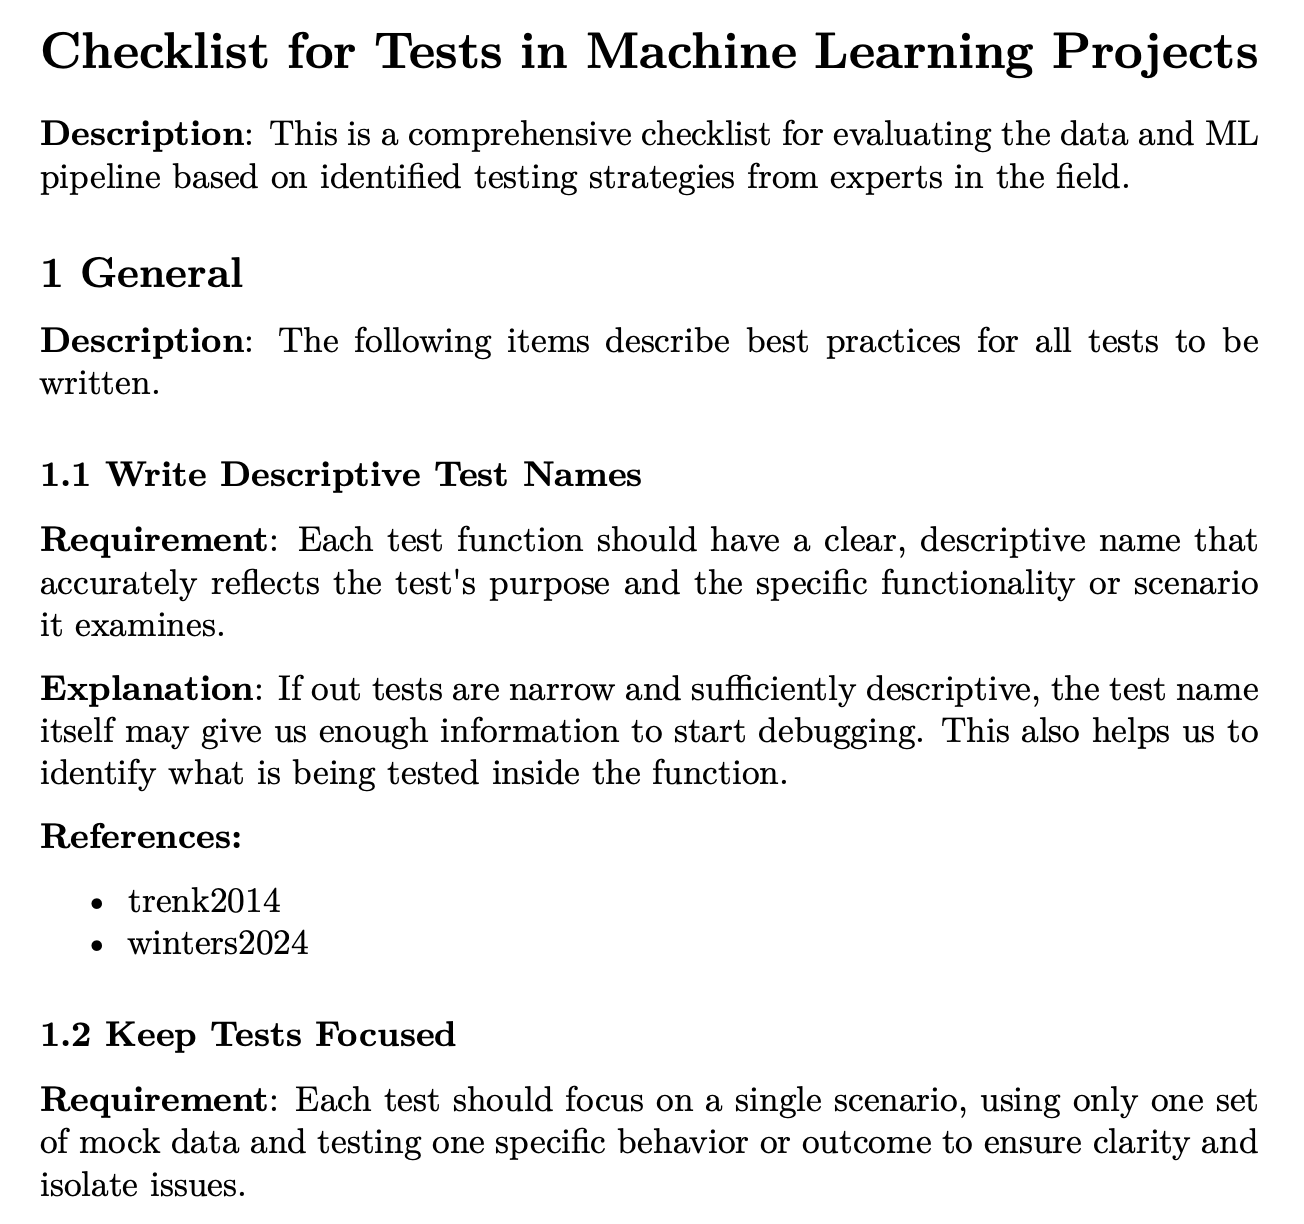 Checklist for Tests in Machine Learning Projects
Description: This is a comprehensive checklist for evaluating the data and ML
pipeline based on identified testing strategies from experts in the field.
1 General
Description: The following items describe best practices for all tests to be
written.
1.1 Write Descriptive Test Names
Requirement: Each test function should have a clear, descriptive name that
accurately reflects the test's purpose and the specific functionality or scenario
it examines.
Explanation: If out tests are narrow and sufficiently descriptive, the test name
itself may give us enough information to start debugging. This also helps us to
identify what is being tested inside the function.
References:
• trenk2014
• winters2024
1.2 Keep Tests Focused
Requirement: Each test should focus on a single scenario, using only one set
of mock data and testing one specific behavior or outcome to ensure clarity and
isolate issues.